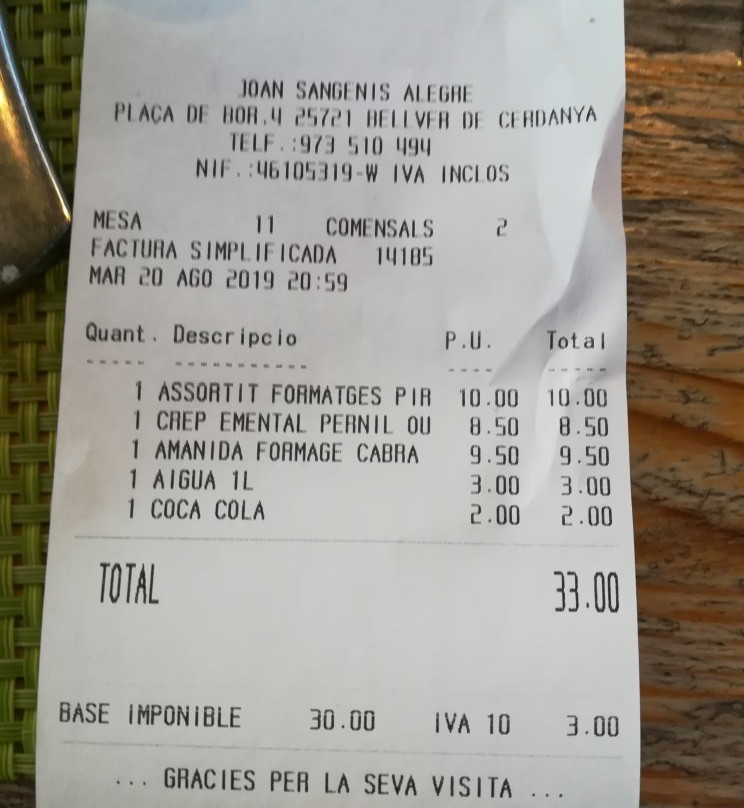 JOAN SANGENIS ALEGRE
PLAÇA DE BOR,4 25721 BELLVER DE CERDANYA
TELF.:973 510 494
NIF.:46105319-W IVA INCLOS
MESA 11 COMENSALS 2
FACTURA SIMPLIFICADA 14185
MAR 20 AGO 2019 20:59
Quant. Descripcio P.U. Total
----- ----------- ---- -----
1 ASSORTIT FORMATGES PIR 10.00 10.00
1 CREP EMENTAL PERNIL OU 8.50 8.50
1 AMANIDA FORMAGE CABRA 9.50 9.50
1 AIGUA 1L 3.00 3.00
1 COCA COLA 2.00 2.00
TOTAL 33.00
BASE IMPONIBLE 30.00 IVA 10 3.00
... GRACIES PER LA SEVA VISITA ...